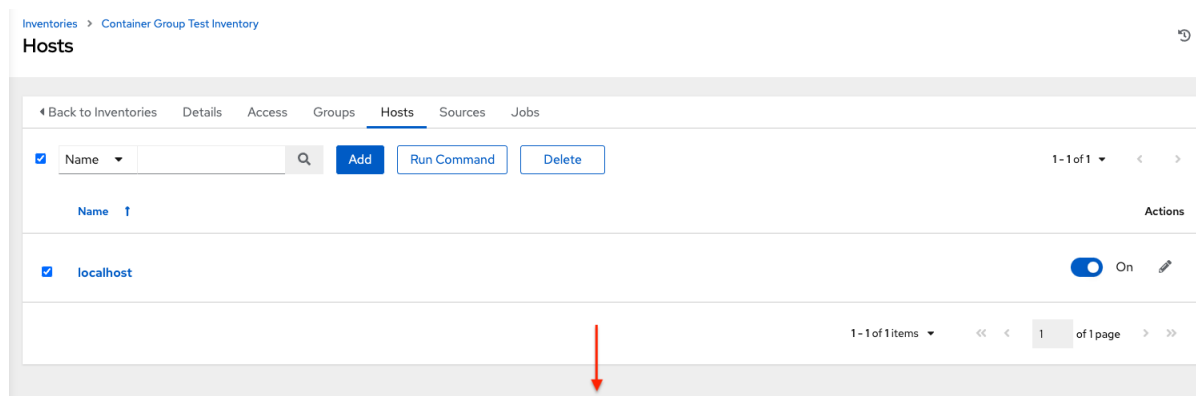 Inventories > Container Group Test Inventory
Hosts
Back to Inventories Details Access Groups Hosts Sources Jobs
Name Add Run Command Delete 1 - 1 of 1
Name Actions
localhost On
1 - 1 of 1 items 1 of 1 page